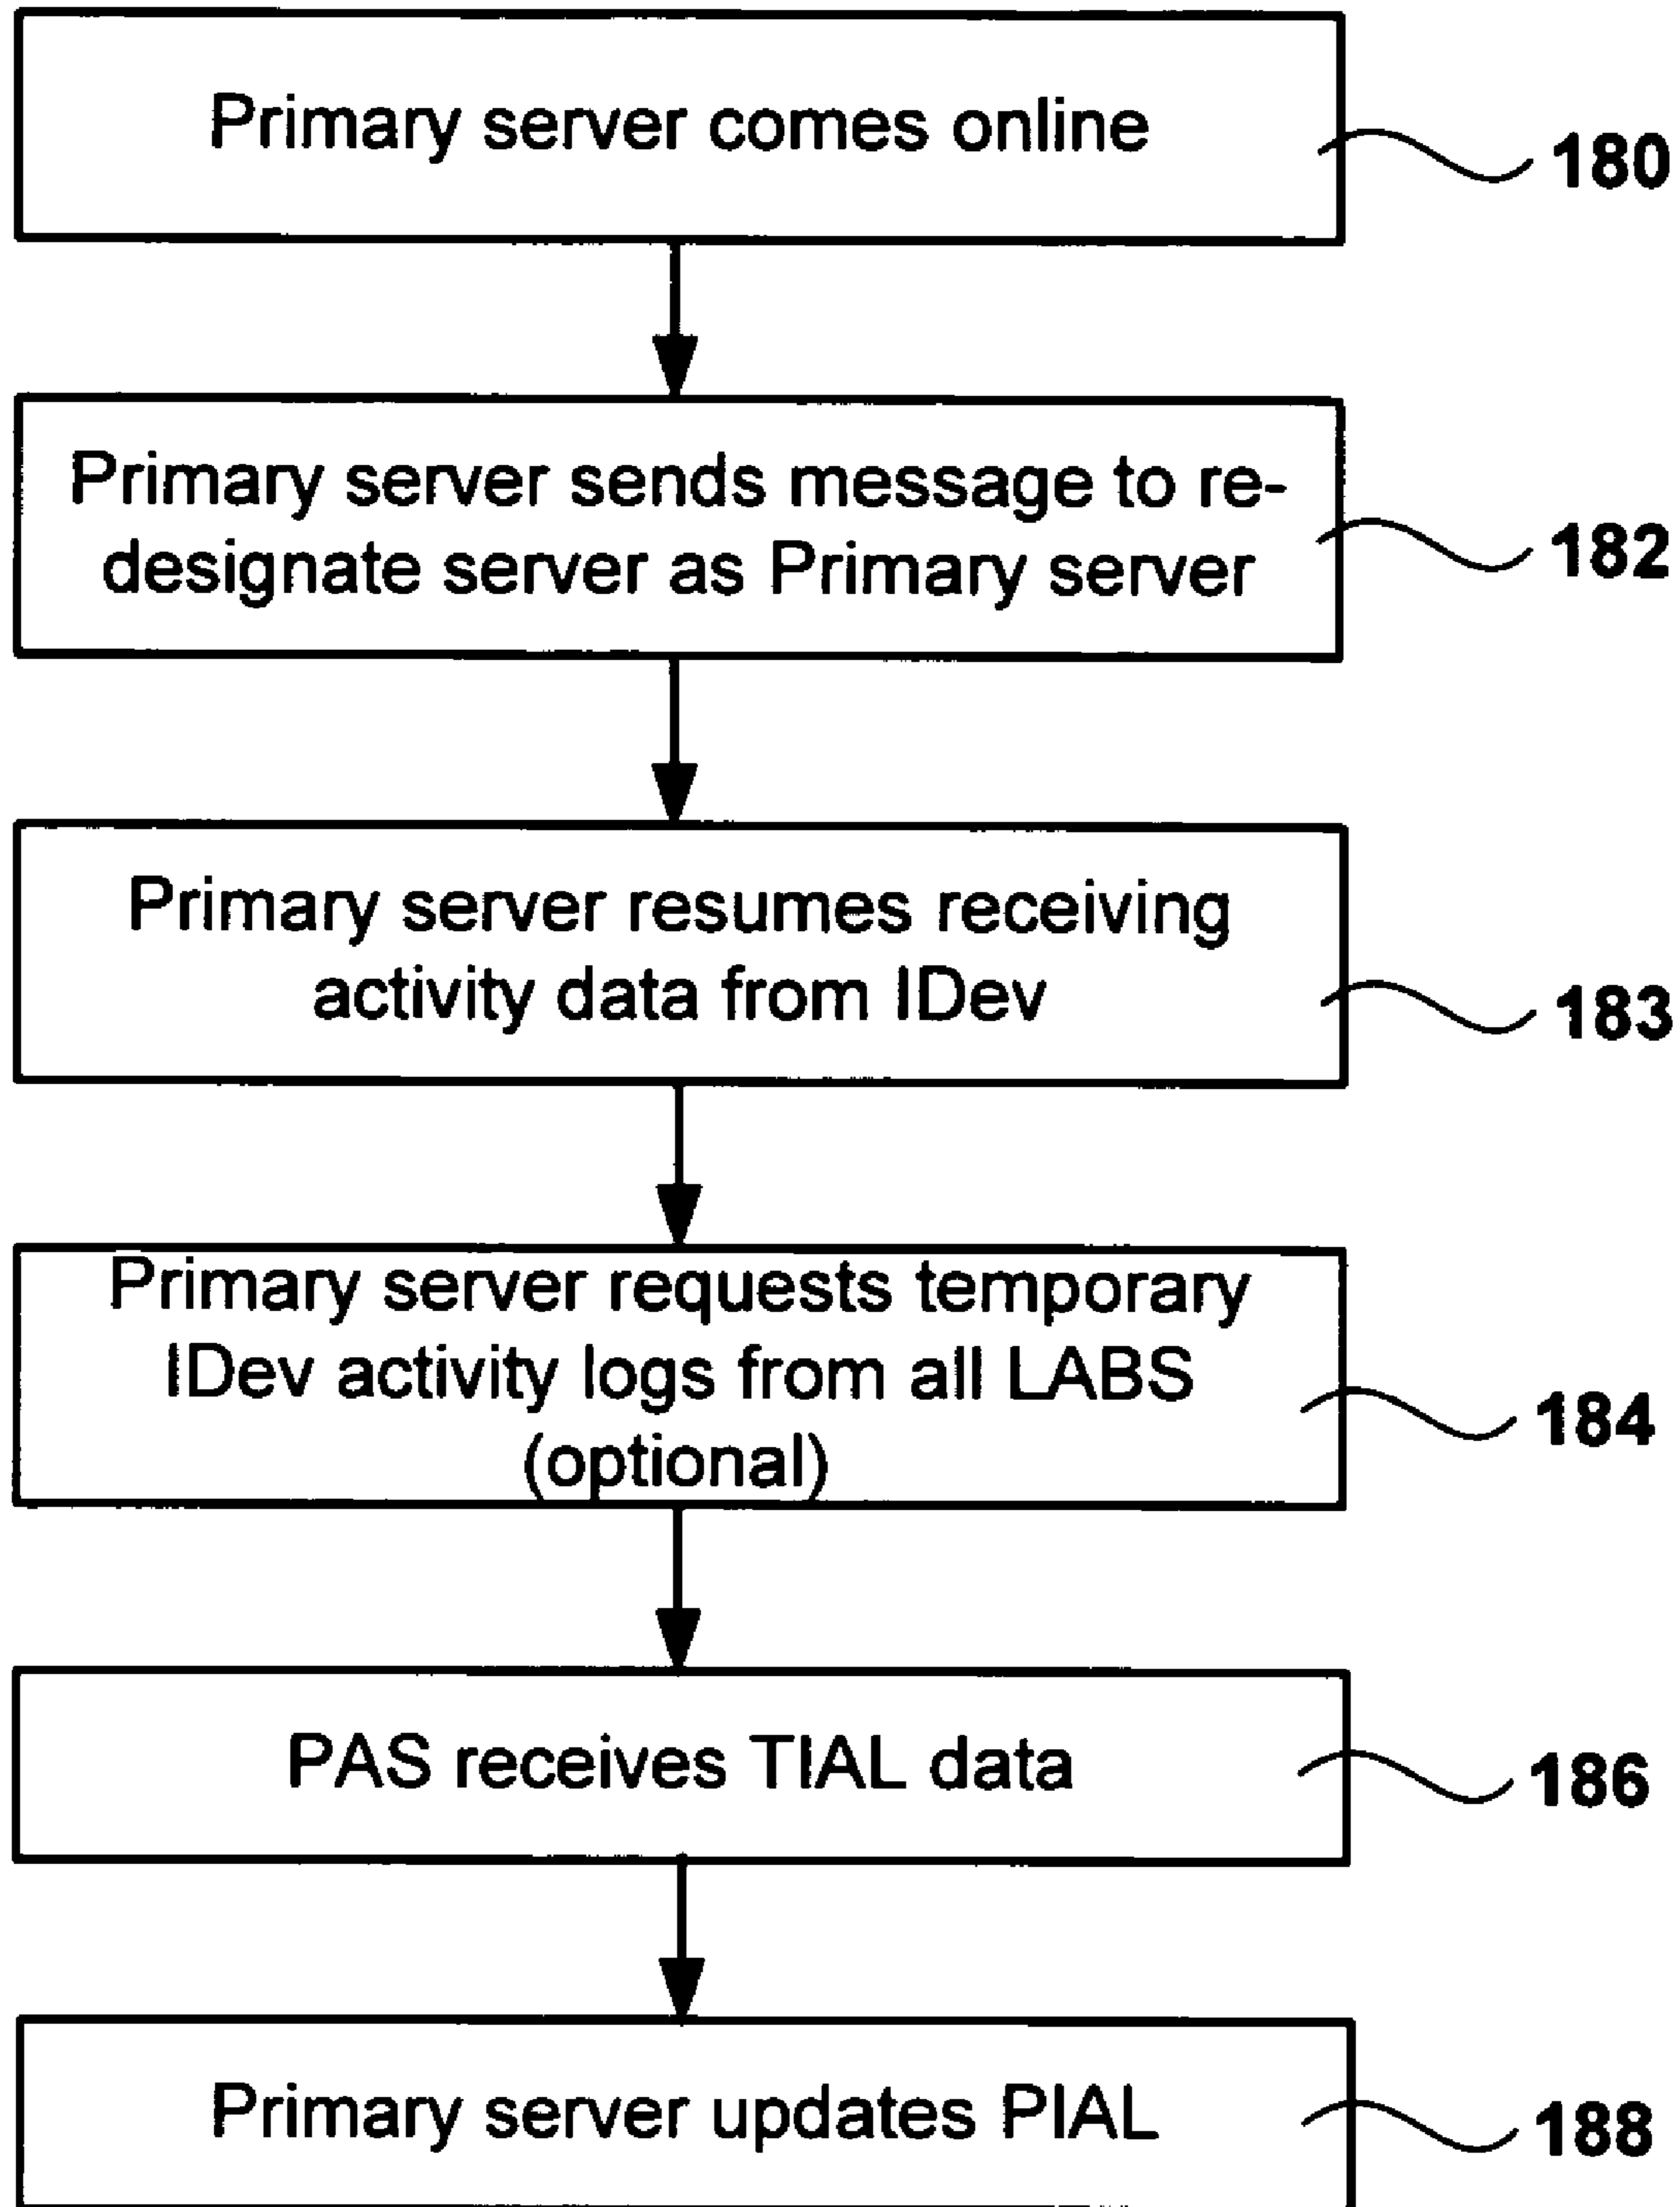 Primary server comes online
180
Primary server sends message to re-
designate server as Primary server
182
Primary server resumes receiving
activity data from IDev
183
Primary server requests temporary
IDev activity logs from all LABS
(optional)
184
PAS receives TIAL data
186
Primary server updates PIAL
188